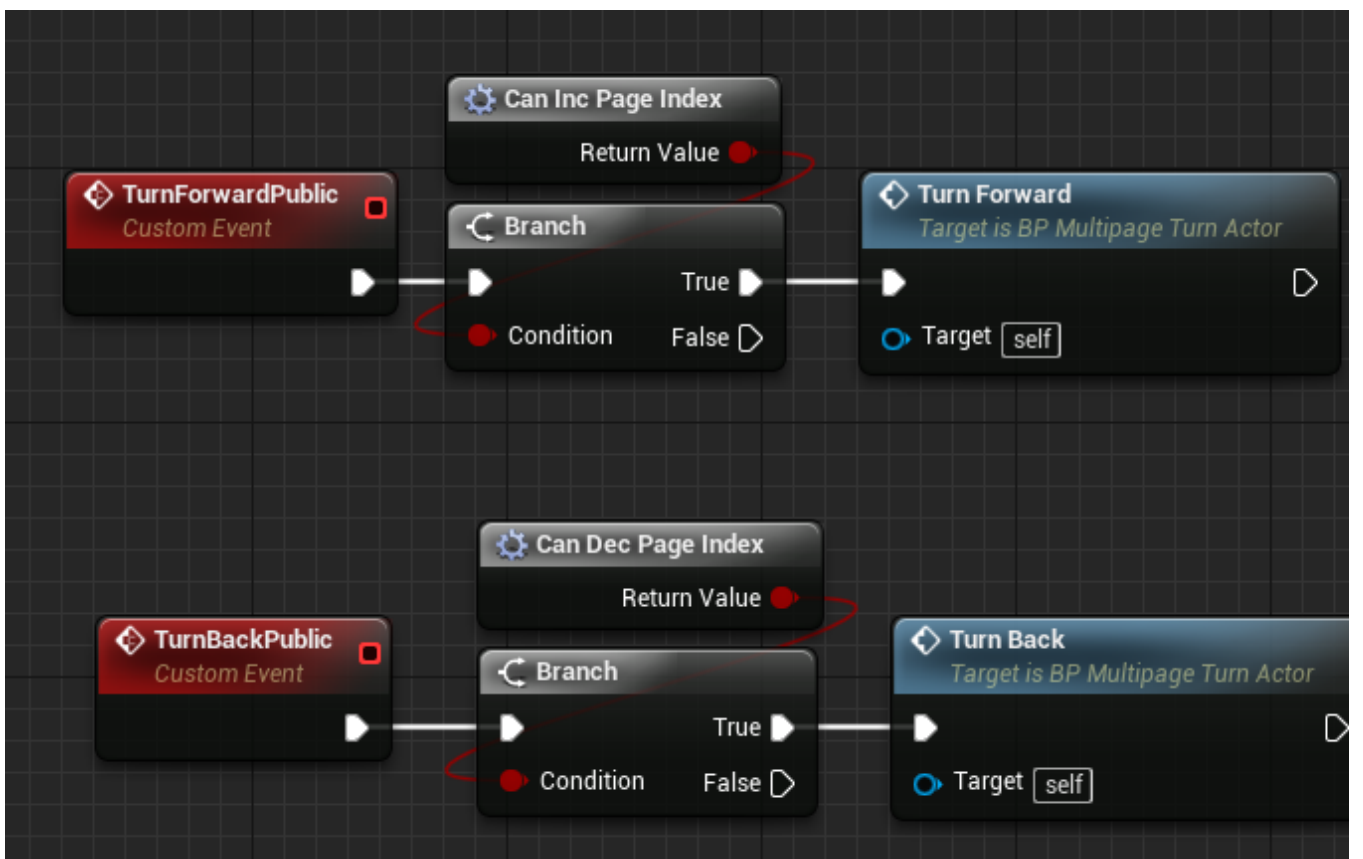 Can Inc Page Index
Return Value
TurnForwardPublic
Custom Event
Branch
True
Condition
False
Turn Forward
Target is BP Multipage Turn Actor
Target self
Can Dec Page Index
Return Value
TurnBackPublic
Custom Event
Branch
True
Condition
False
Turn Back
Target is BP Multipage Turn Actor
Target self